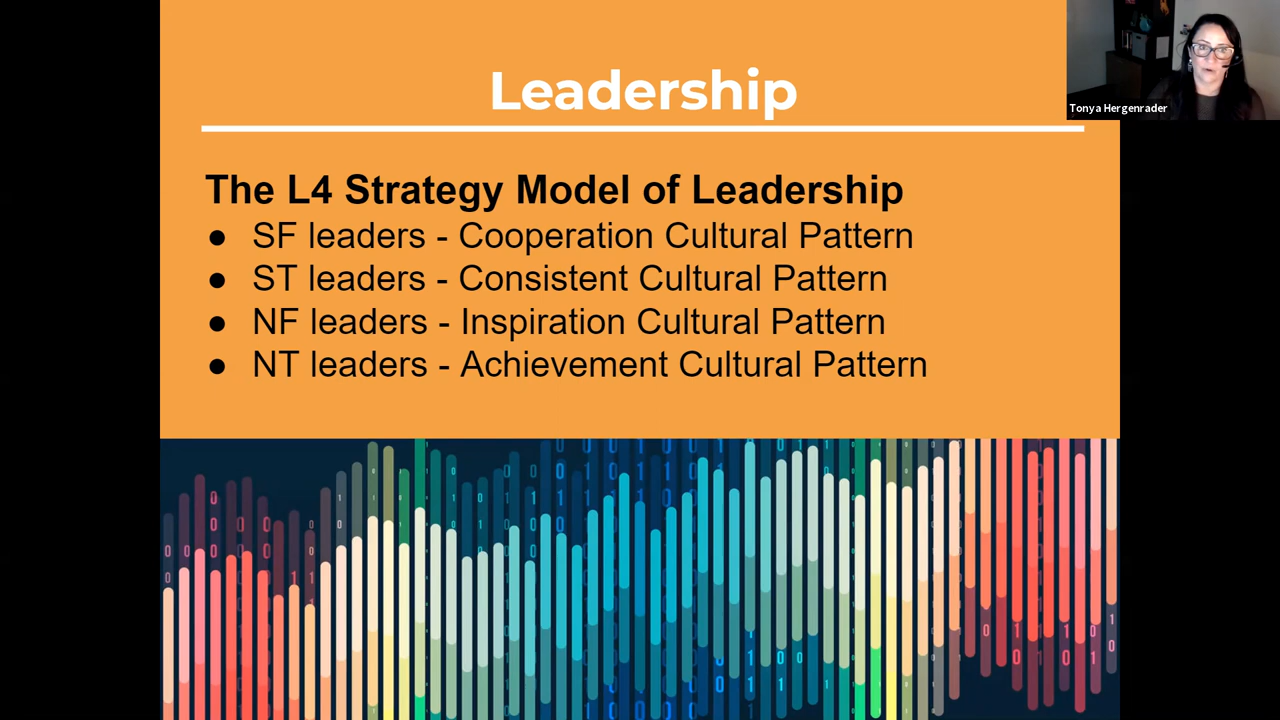 Leadership
Tonya Hergenrader
The L4 Strategy Model of Leadership
● SF leaders - Cooperation Cultural Pattern
● ST leaders - Consistent Cultural Pattern
● NF leaders - Inspiration Cultural Pattern
● NT leaders - Achievement Cultural Pattern